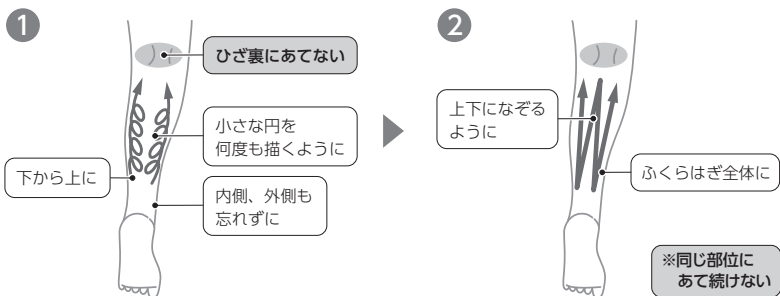 1
ひざ裏にあてない
小さな円を
何度も描くように
下から上に
内側、外側も
忘れずに
2
上下になぞる
ように
ふくらはぎ全体に
※同じ部位に
あて続けない